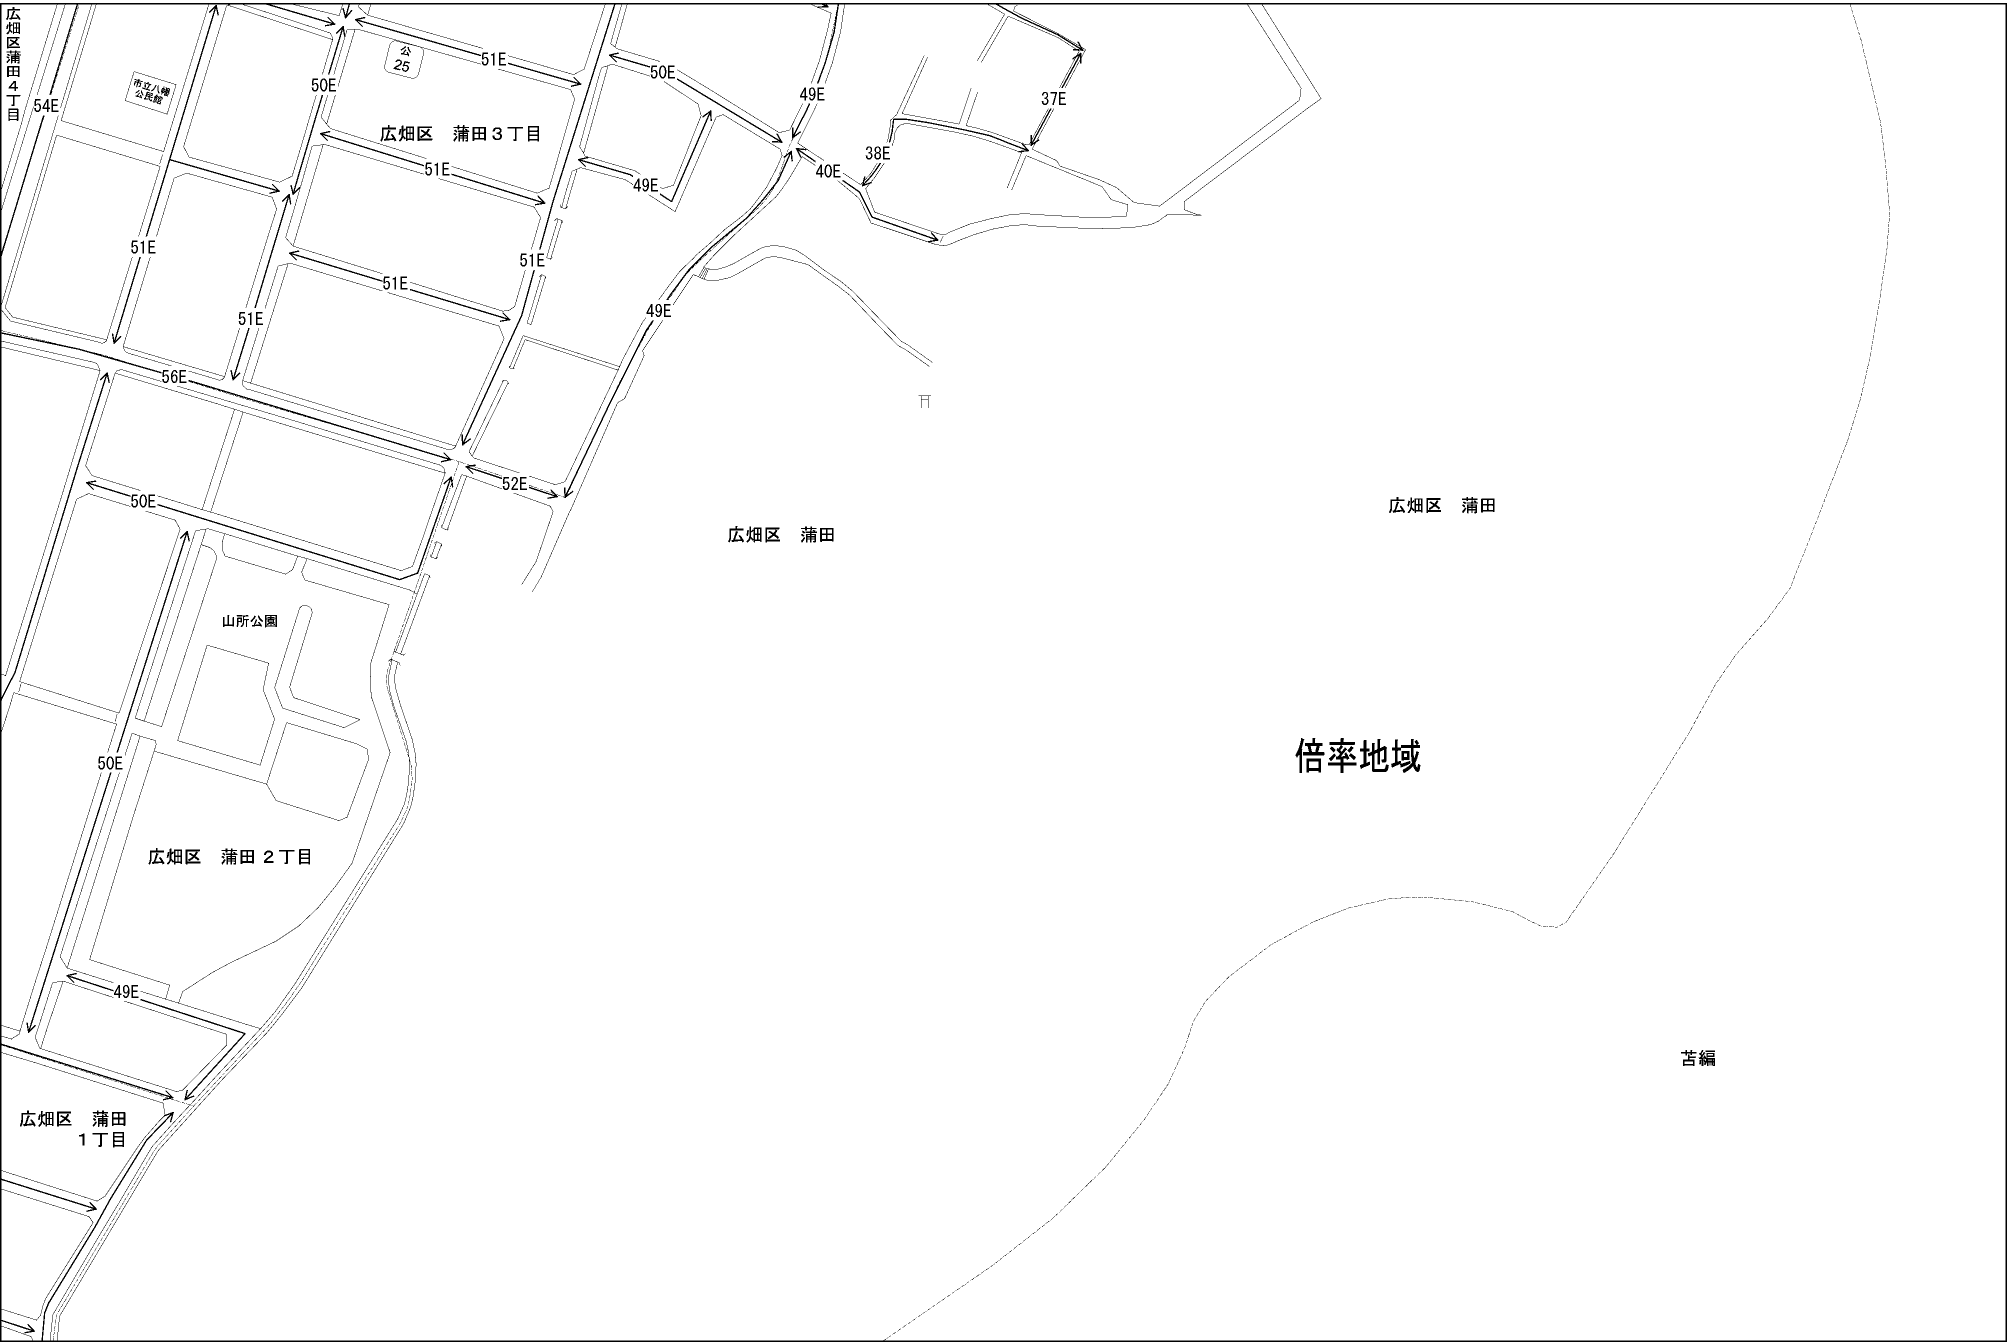 広畑区蒲田４丁目
公
25
51E
50E
50E
49E
37E
市立八幡
公民館
54E
広畑区　蒲田３丁目
38E
51E
40E
49E
51E
51E
51E
49E
51E
56E
52E
50E
広畑区　蒲田
広畑区　蒲田
山所公園
倍率地域
50E
広畑区　蒲田２丁目
49E
苫編
広畑区　蒲田
１丁目